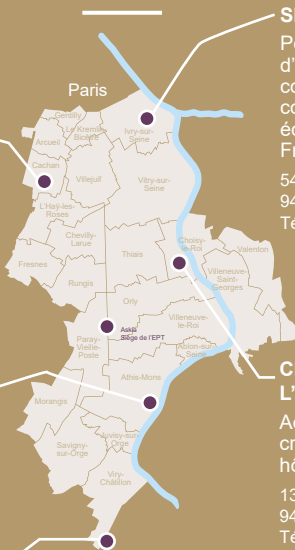 SI
Po
d'
Paris
co
co
éc
Fr
54
94
Té
Gentilly
Le Kremlin-
Bicêtre
Ivry-sur-
Seine
Arcueil
Cachan
Villejuif
Vitry-sur-
Seine
L'Haÿ-les-
Roses
Chevilly-
Larue
Choisy-
le-Roi
Thiais
Valenton
Fresnes
Villeneuve-
Saint-
Georges
Rungis
Orly
Villeneuve-
le-Roi
Askia
Siège de l'EPT
Paray-
Vieille-
Poste
Ablon-sur-
Seine
Athis-Mons
C
L'
Morangis
Ac
cr
hô
Juvisy-sur-
Orge
Savigny-
sur-Orge
Viry-
Châtillon
13
94
Té